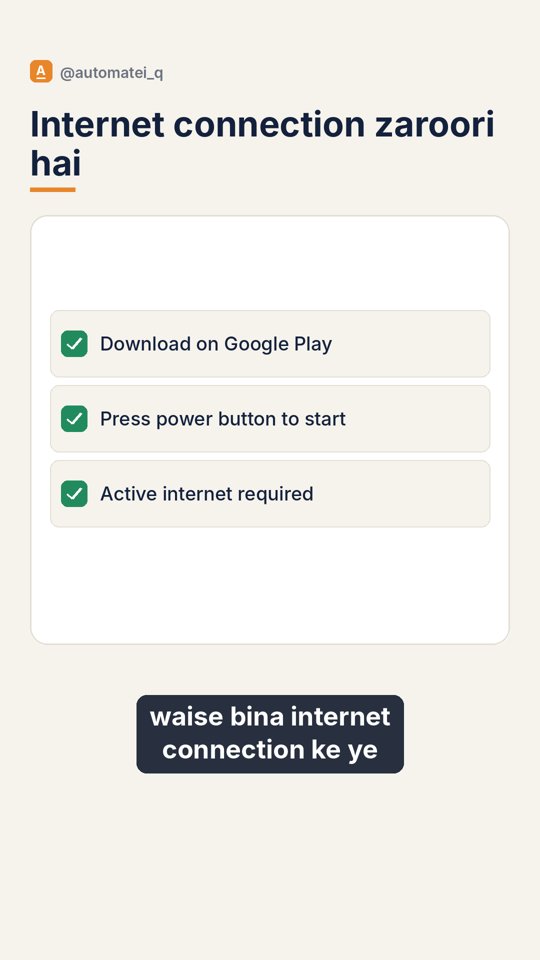 A
@automatei_q
Internet connection zaroori
hai
Download on Google Play
Press power button to start
Active internet required
waise bina internet
connection ke ye